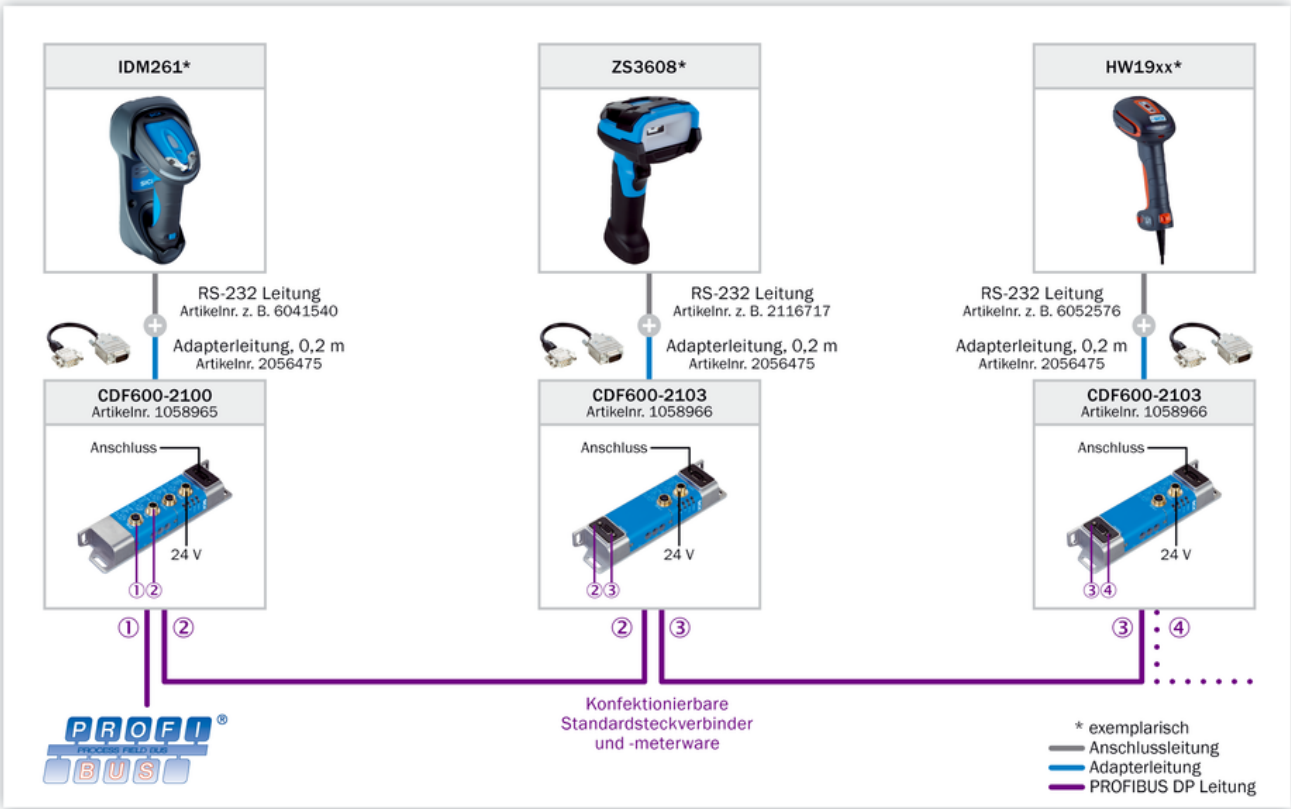 IDM261*
RS-232 Leitung
Artikelnr. z. B. 6041540
Adapterleitung, 0,2 m
Artikelnr. 2056475
CDF600-2100
Artikelnr. 1058965
Anschluss
24 V
①②
① ②
ZS3608*
RS-232 Leitung
Artikelnr. z. B. 2116717
Adapterleitung, 0,2 m
Artikelnr. 2056475
CDF600-2103
Artikelnr. 1058966
Anschluss
24 V
②③
② ③
HW19xx*
RS-232 Leitung
Artikelnr. z. B. 6052576
Adapterleitung, 0,2 m
Artikelnr. 2056475
CDF600-2103
Artikelnr. 1058966
Anschluss
24 V
③④
③ ④
Konfektionierbare
Standardsteckverbinder
und -meterware
PROFI®
PROCESS FIELD BUS
BUS
* exemplarisch
Anschlussleitung
Adapterleitung
PROFIBUS DP Leitung